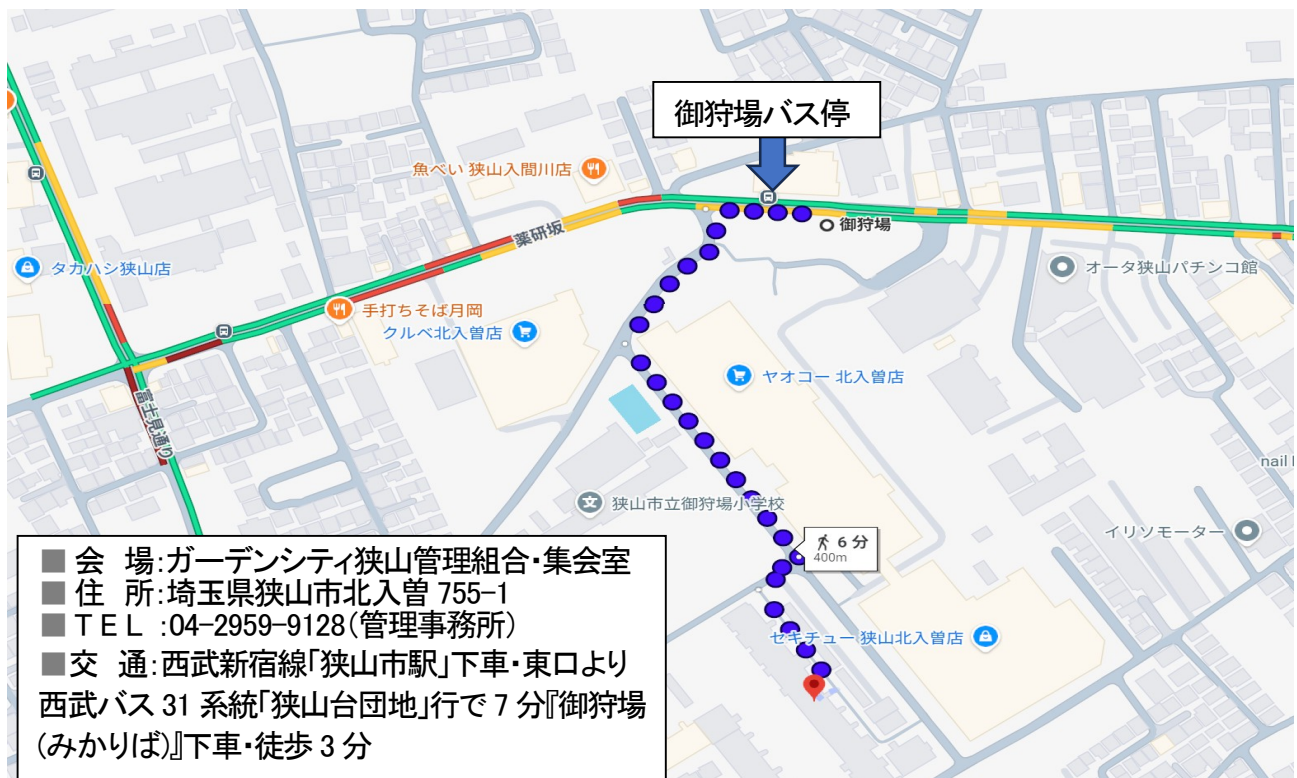 御狩場バス停
魚べい 狭山入間川店
御狩場
薬研坂
オータ狭山パチンコ館
タカハシ狭山店
手打ちそば月岡
クルベ北入曽店
ヤオコー 北入曽店
富士見通り
nail
狭山市立御狩場小学校
イリソモーター
6 分
400m
セキチュー 狭山北入曽店
■ 会 場:ガーデンシティ狭山管理組合・集会室
■ 住 所:埼玉県狭山市北入曽 755-1
■ TEL :04-2959-9128(管理事務所)
■ 交 通:西武新宿線「狭山市駅」下車・東口より
西武バス 31 系統「狭山台団地」行で 7 分『御狩場
(みかりば)』下車・徒歩 3 分